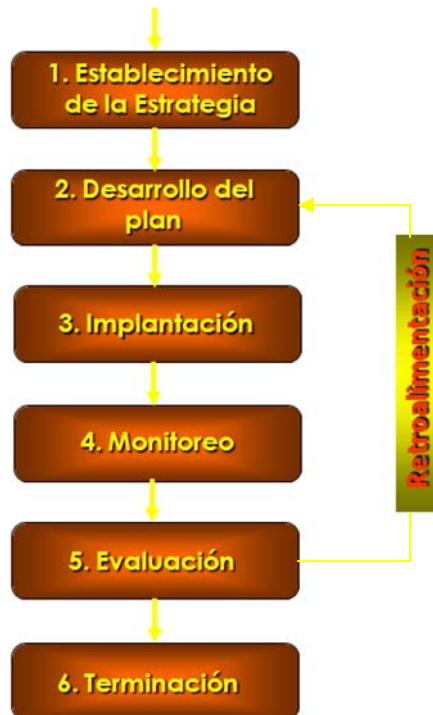 1. Establecimiento
de la Estrategia
2. Desarrollo del
plan
3. Implantación
4. Monitoreo
5. Evaluación
6. Terminación
Retroalimentación